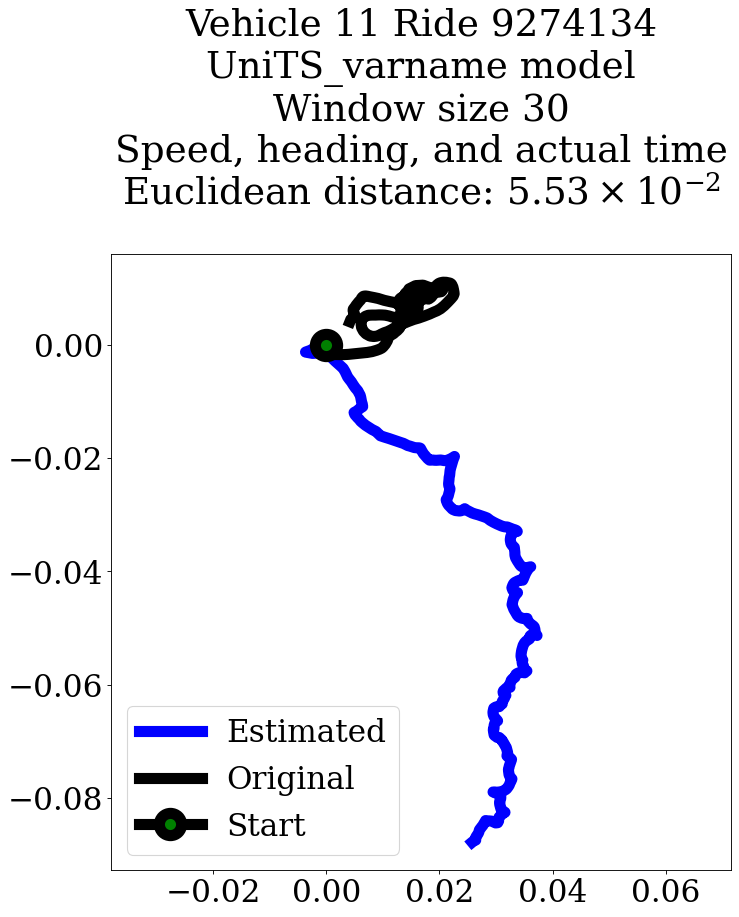 Vehicle 11 Ride 9274134
UniTS_varname model
Window size 30
Speed, heading, and actual time
Euclidean distance: 5.53 × 10⁻²
0.00
−0.02
−0.04
−0.06
−0.08
Estimated
Original
Start
−0.02 0.00 0.02 0.04 0.06